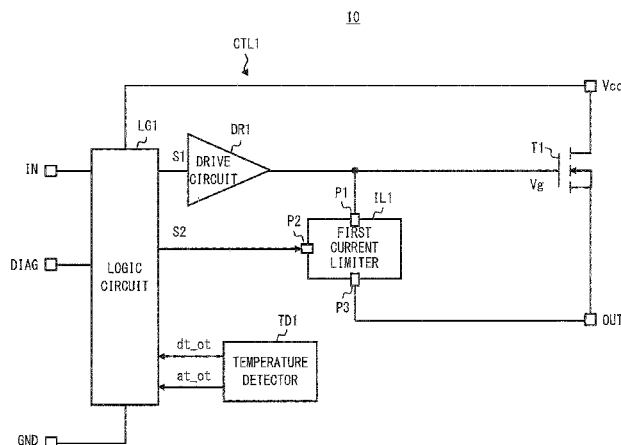 10
CTL1
Vcc
LG1
DR1
T1
IN
S1
DRIVE
CIRCUIT
Vg
P1
IL1
P2
S2
FIRST
CURRENT
LIMITER
DIAG
LOGIC
CIRCUIT
P3
TD1
OUT
dt_ot
TEMPERATURE
DETECTOR
at_ot
GND